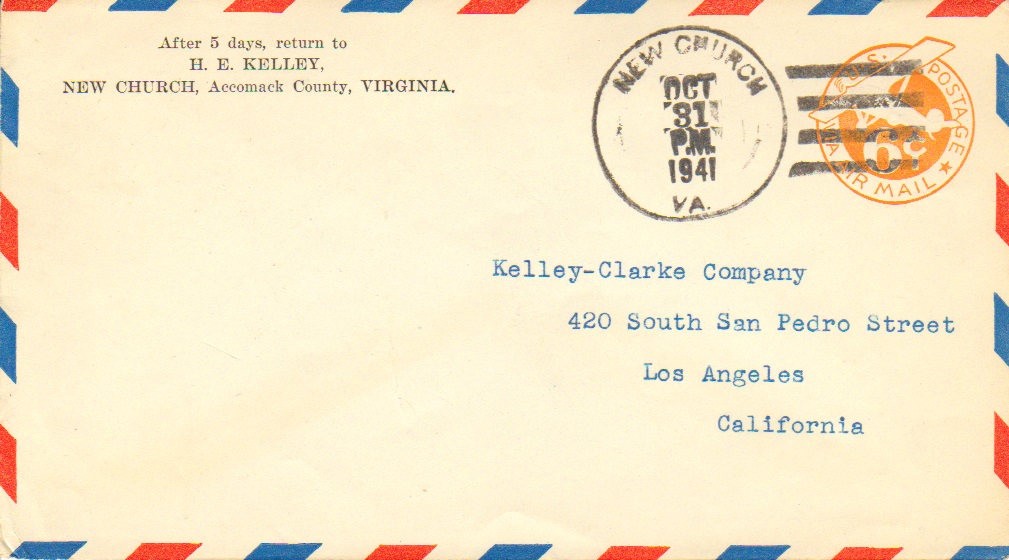 After 5 days, return to
H. E. KELLEY,
NEW CHURCH, Accomack County, VIRGINIA.
NEW CHURCH
OCT
31
P.M.
1941
VA.
U.S. POSTAGE
6¢
VIA AIR MAIL
Kelley-Clarke Company
420 South San Pedro Street
Los Angeles
California